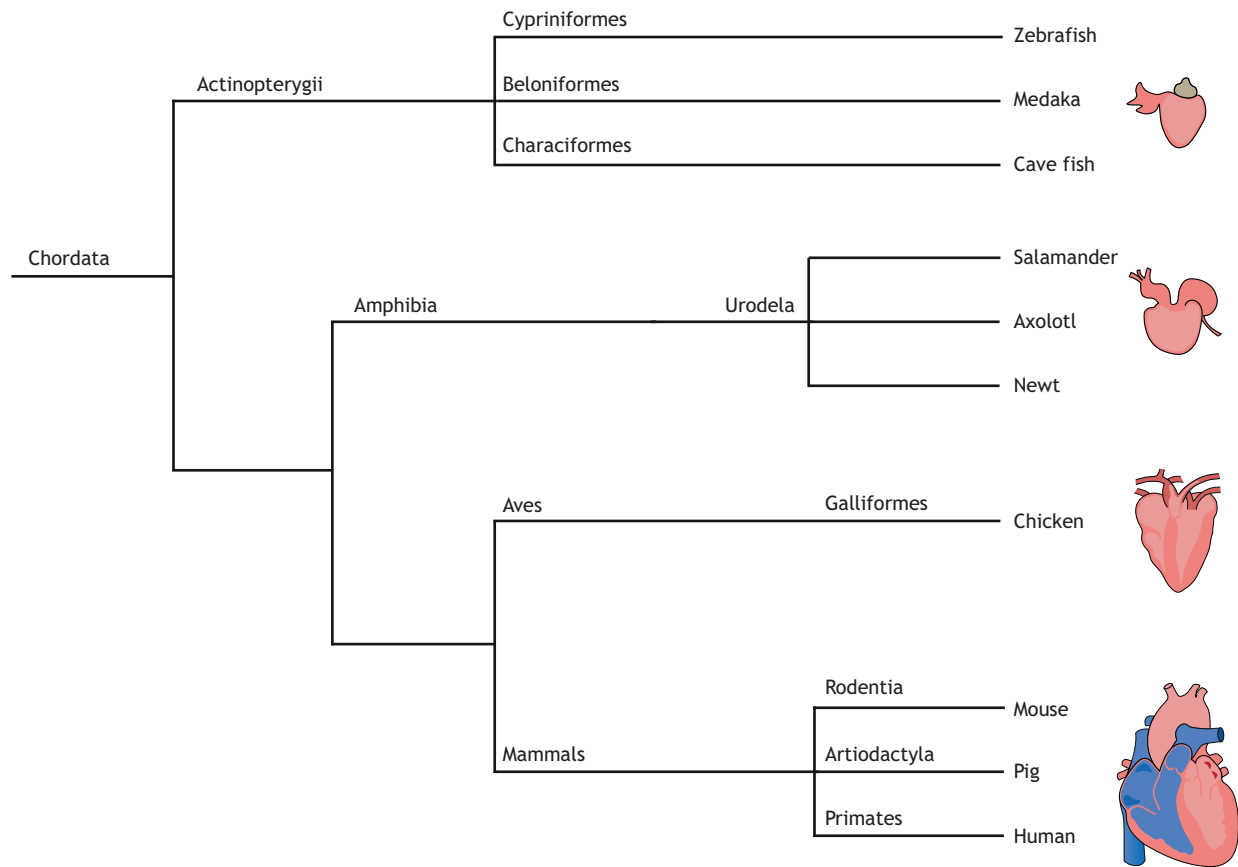 Cypriniformes
Zebrafish
Actinopterygii
Beloniformes
Medaka
Characiformes
Cave fish
Chordata
Salamander
Amphibia
Urodela
Axolotl
Newt
Aves
Galliformes
Chicken
Rodentia
Mouse
Mammals
Artiodactyla
Pig
Primates
Human